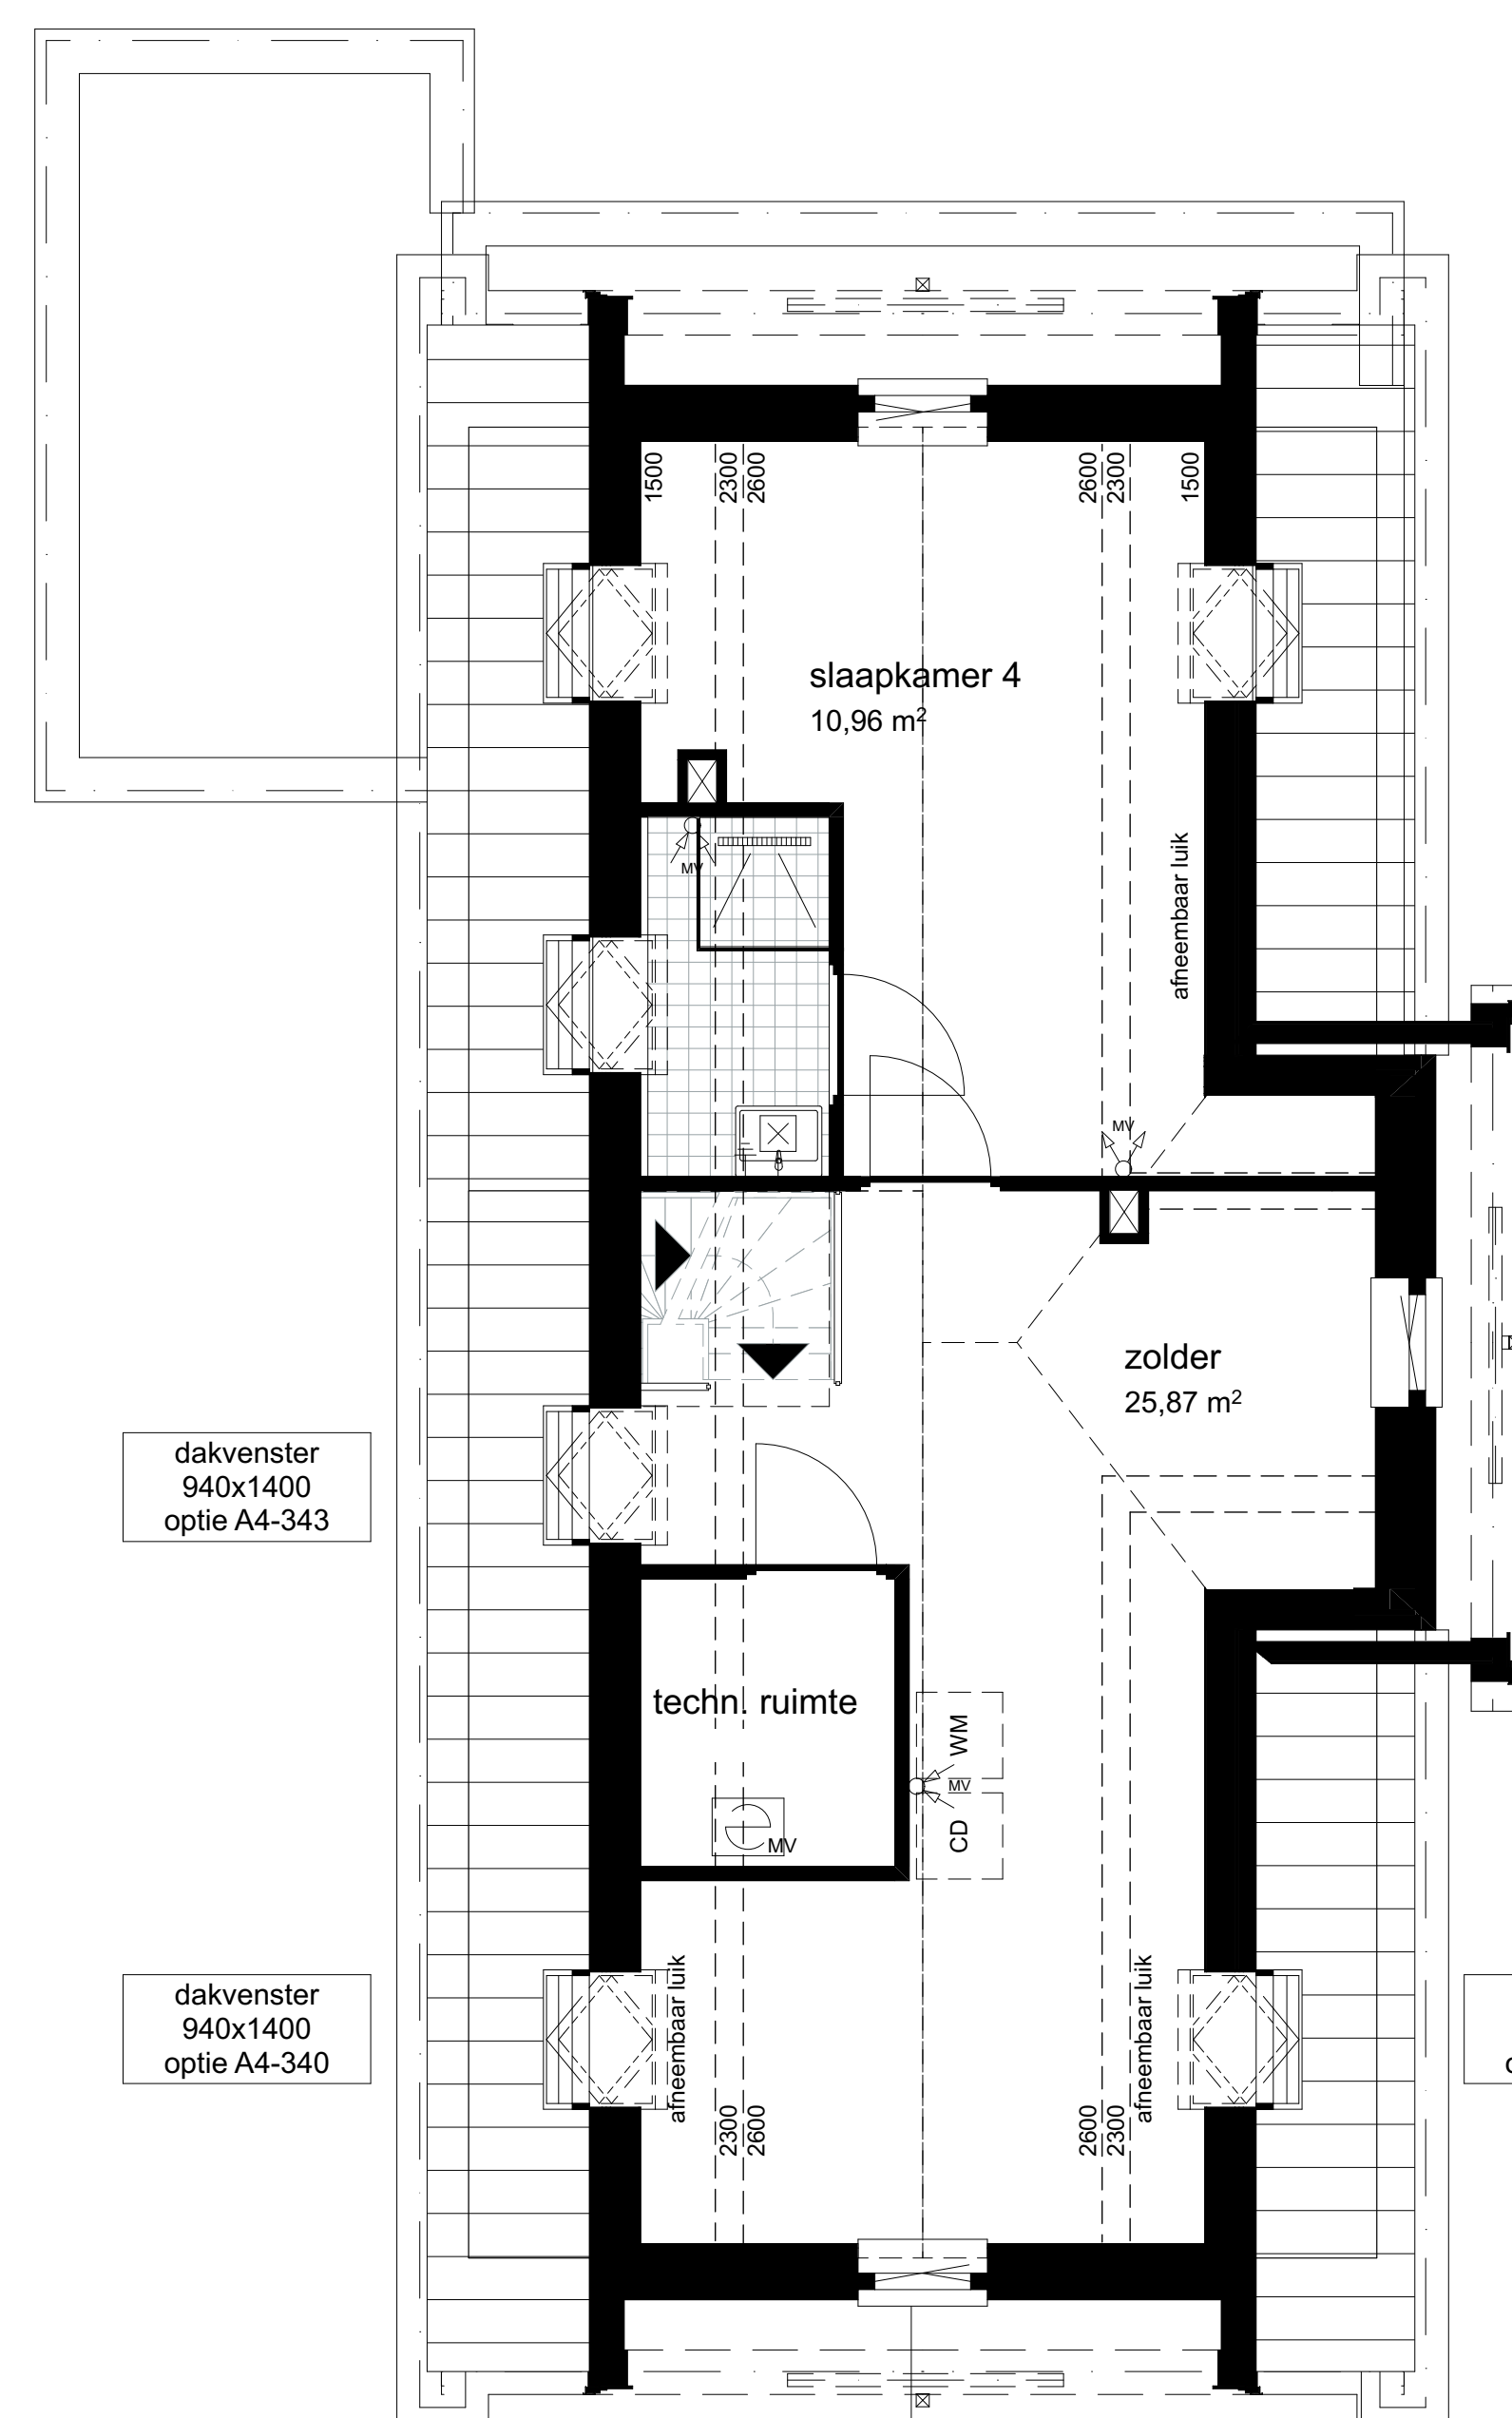 1500
2300
2600
2600
2300
1500
slaapkamer 4
10,96 m²
MV
afneembaar luik
MV
zolder
25,87 m²
dakvenster
940x1400
optie A4-343
techn. ruimte
WM
MV
CD
MV
dakvenster
940x1400
optie A4-340
afneembaar luik
afneembaar luik
2300
2600
2600
2300